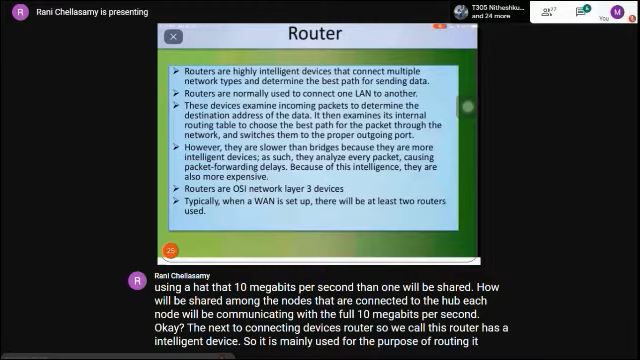 R Rani Chellasamy is presenting
T305 Nitheshku...
and 24 more
27
6
You
M
Router
➢ Routers are highly intelligent devices that connect multiple
network types and determine the best path for sending data.
➢ Routers are normally used to connect one LAN to another.
➢ These devices examine incoming packets to determine the
destination address of the data. It then examines its internal
routing table to choose the best path for the packet through the
network, and switches them to the proper outgoing port.
➢ However, they are slower than bridges because they are more
intelligent devices; as such, they analyze every packet, causing
packet-forwarding delays. Because of this intelligence, they are
also more expensive.
➢ Routers are OSI network layer 3 devices
➢ Typically, when a WAN is set up, there will be at least two routers
used.
25
R Rani Chellasamy
using a hat that 10 megabits per second than one will be shared. How
will be shared among the nodes that are connected to the hub each
node will be communicating with the full 10 megabits per second.
Okay? The next to connecting devices router so we call this router has a
intelligent device. So it is mainly used for the purpose of routing it